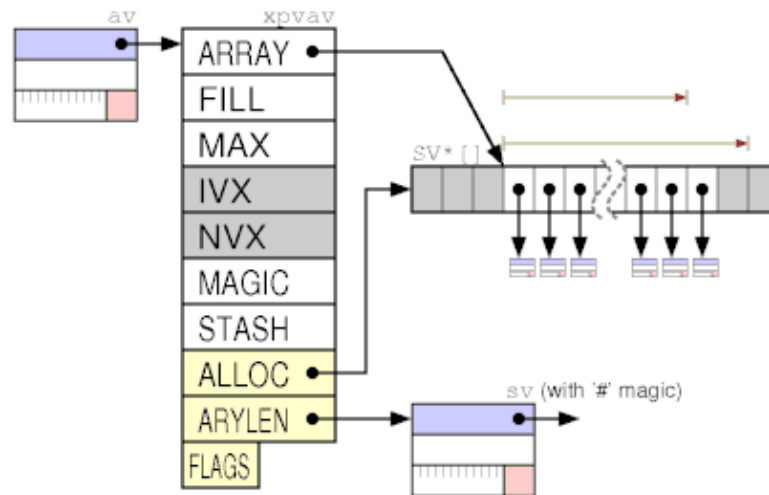 av
xpvav
ARRAY
FILL
MAX
SV*[]
IVX
NVX
MAGIC
STASH
ALLOC
sv (with '#' magic)
ARYLEN
FLAGS